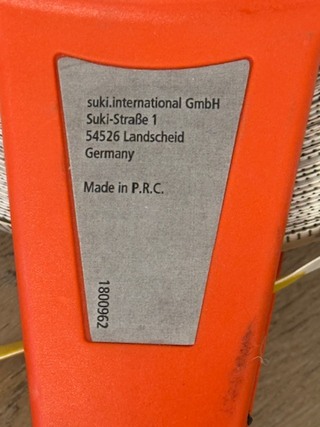 suki.international GmbH
Suki-Straße 1
54526 Landscheid
Germany
Made in P.R.C.
1800962